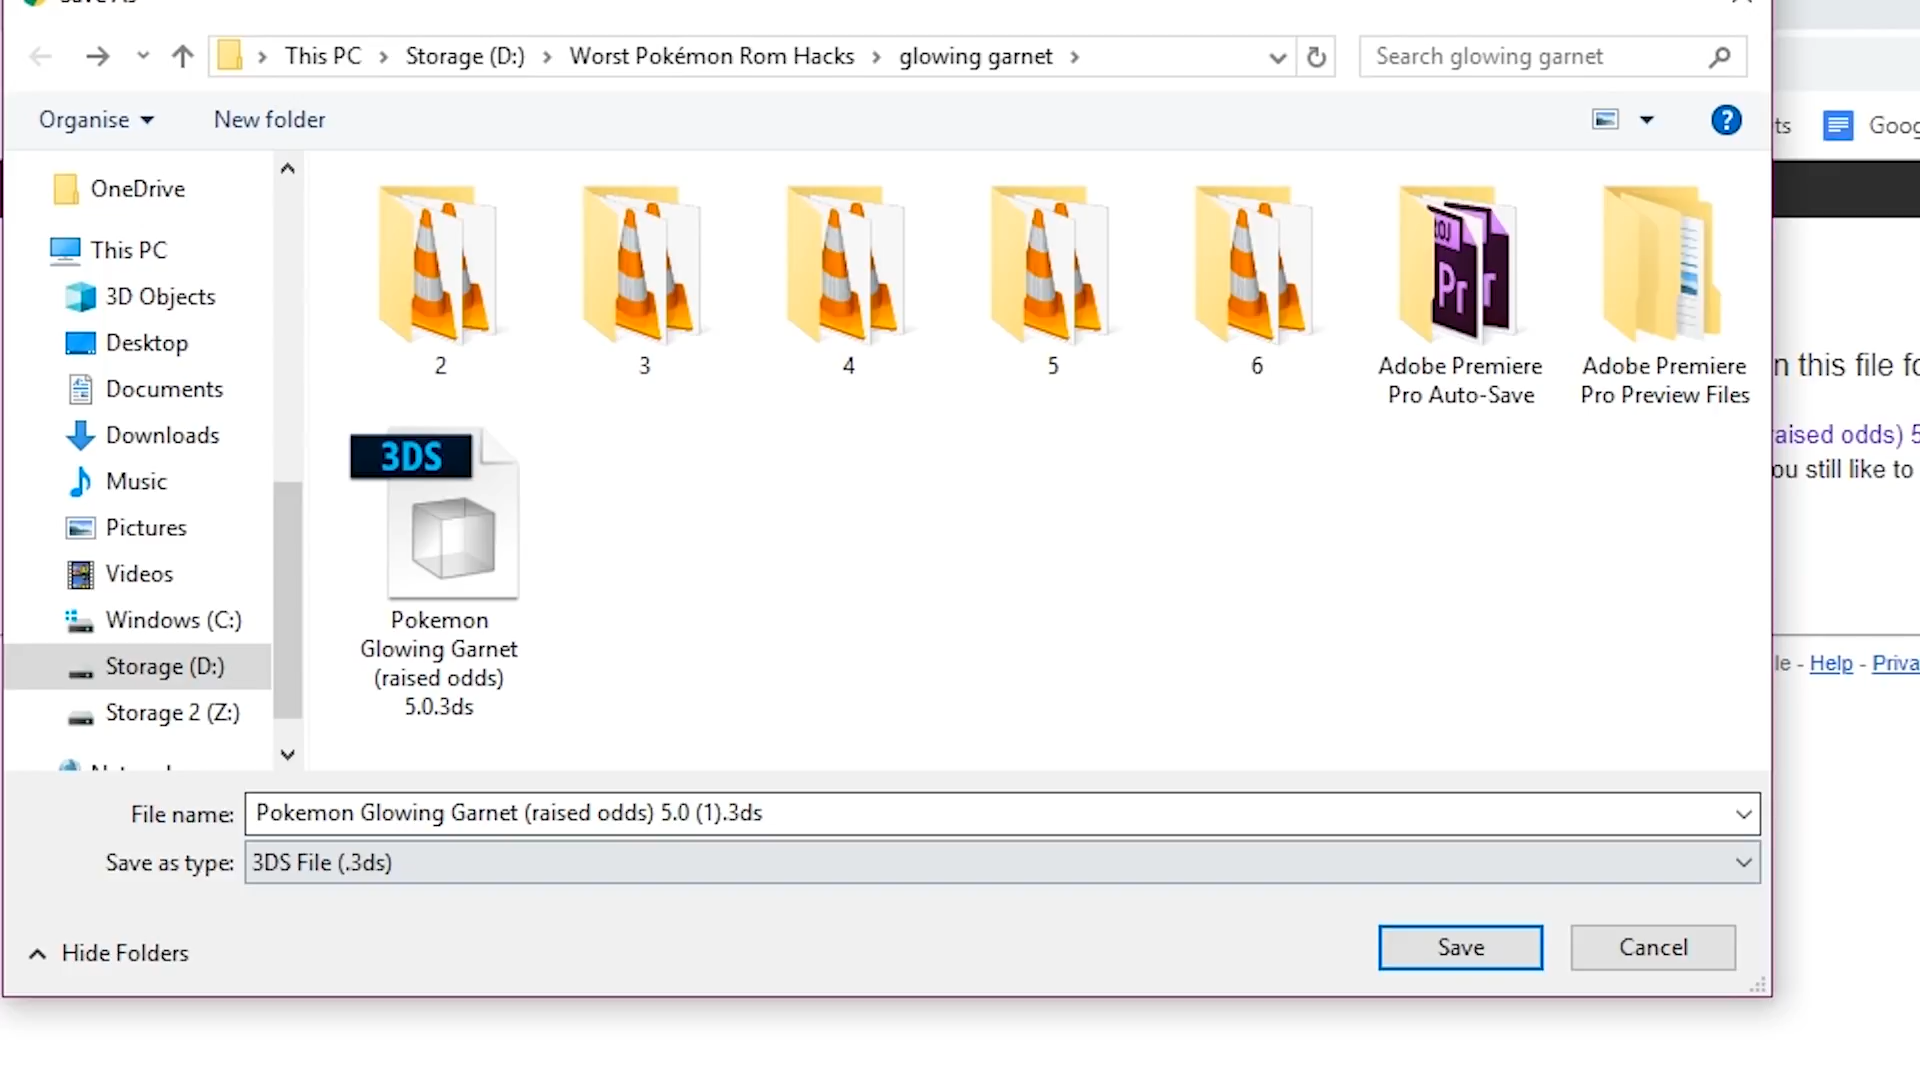 This PC > Storage (D:) > Worst Pokémon Rom Hacks > glowing garnet >
Search glowing garnet
Organise
New folder
?
ts
Goog
OneDrive
This PC
3D Objects
Desktop
Documents
Downloads
Music
Pictures
Videos
Windows (C:)
Storage (D:)
Storage 2 (Z:)
2
3
4
5
6
Adobe Premiere
Pro Auto-Save
Adobe Premiere
Pro Preview Files
Pr
3DS
Pokemon
Glowing Garnet
(raised odds)
5.0.3ds
n this file fo
raised odds) 5
ou still like to
le - Help - Priva
File name:
Pokemon Glowing Garnet (raised odds) 5.0 (1).3ds
Save as type:
3DS File (.3ds)
Hide Folders
Save
Cancel